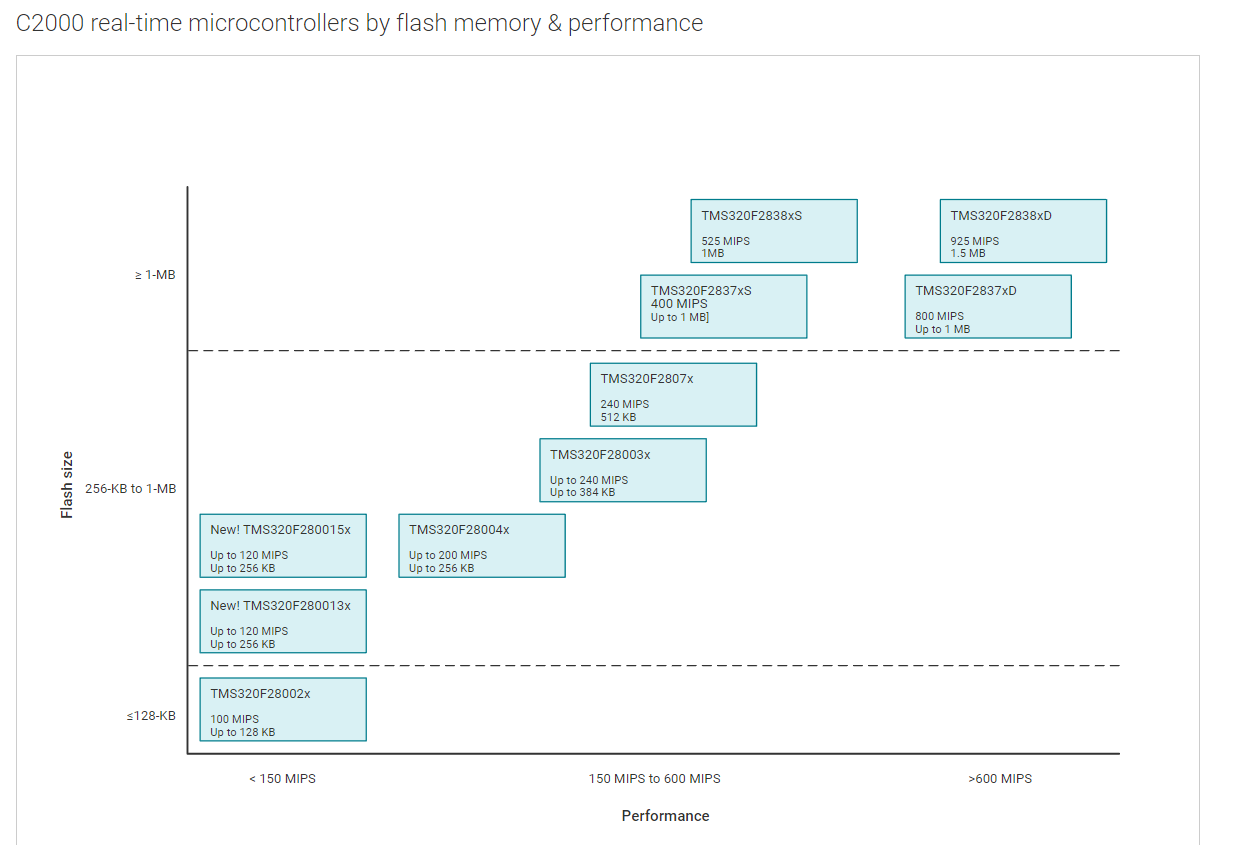 C2000 real-time microcontrollers by flash memory & performance
TMS320F2838xS
525 MIPS
1MB
TMS320F2838xD
925 MIPS
1.5 MB
≥ 1-MB
TMS320F2837xS
400 MIPS
Up to 1 MB]
TMS320F2837xD
800 MIPS
Up to 1 MB
TMS320F2807x
240 MIPS
512 KB
TMS320F28003x
Up to 240 MIPS
Up to 384 KB
Flash size
256-KB to 1-MB
New! TMS320F280015x
Up to 120 MIPS
Up to 256 KB
TMS320F28004x
Up to 200 MIPS
Up to 256 KB
New! TMS320F280013x
Up to 120 MIPS
Up to 256 KB
≤128-KB
TMS320F28002x
100 MIPS
Up to 128 KB
< 150 MIPS
150 MIPS to 600 MIPS
>600 MIPS
Performance